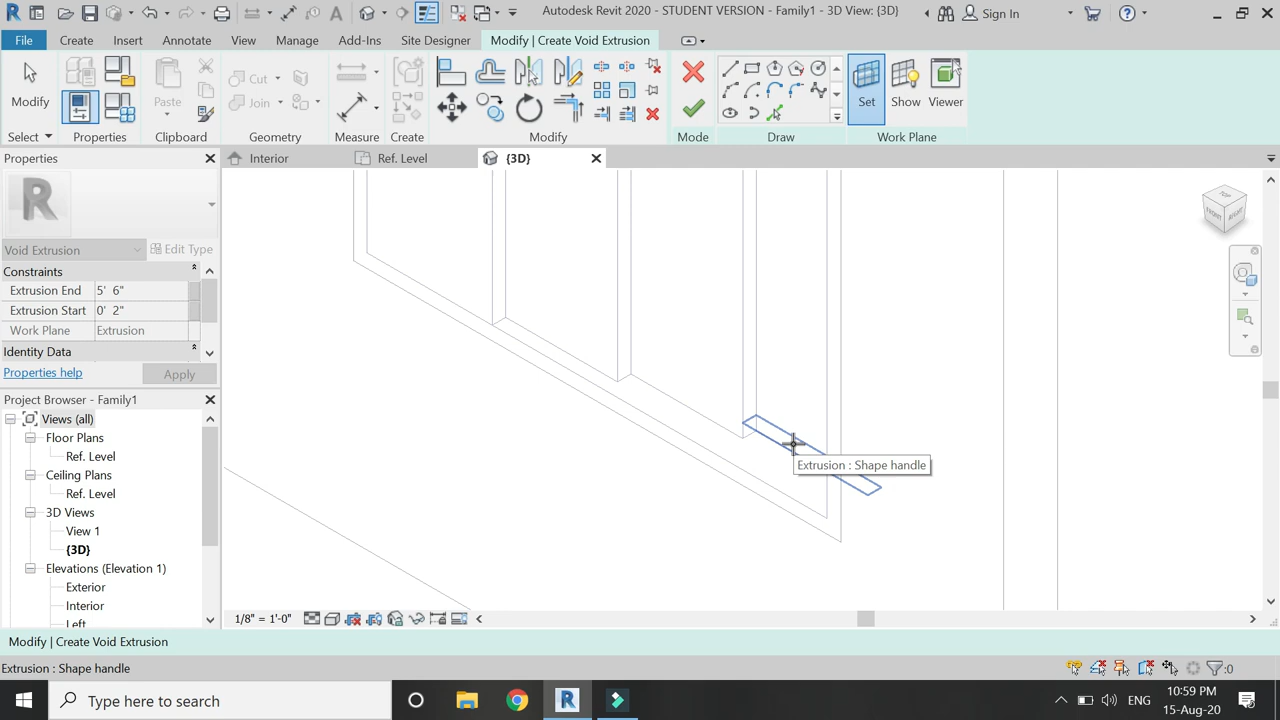 Autodesk Revit 2020 - STUDENT VERSION - Family1 - 3D View: {3D}
Sign In
File Create Insert Annotate View Manage Add-Ins Site Designer Modify | Create Void Extrusion
Modify
Paste
Cut
Join
Set
Show
Viewer
Select
Properties
Clipboard
Geometry
Measure
Create
Modify
Mode
Draw
Work Plane
Properties
Interior
Ref. Level
{3D}
R
Void Extrusion
Edit Type
Constraints
Extrusion End 5' 6"
Extrusion Start 0' 2"
Work Plane Extrusion
Identity Data
Properties help
Apply
Project Browser - Family1
Views (all)
Floor Plans
Ref. Level
Ceiling Plans
Ref. Level
3D Views
View 1
{3D}
Elevations (Elevation 1)
Exterior
Interior
Left
TOP
FRONT
RIGHT
Extrusion : Shape handle
1/8" = 1'-0"
Modify | Create Void Extrusion
Extrusion : Shape handle
:0
Type here to search
ENG
10:59 PM
15-Aug-20